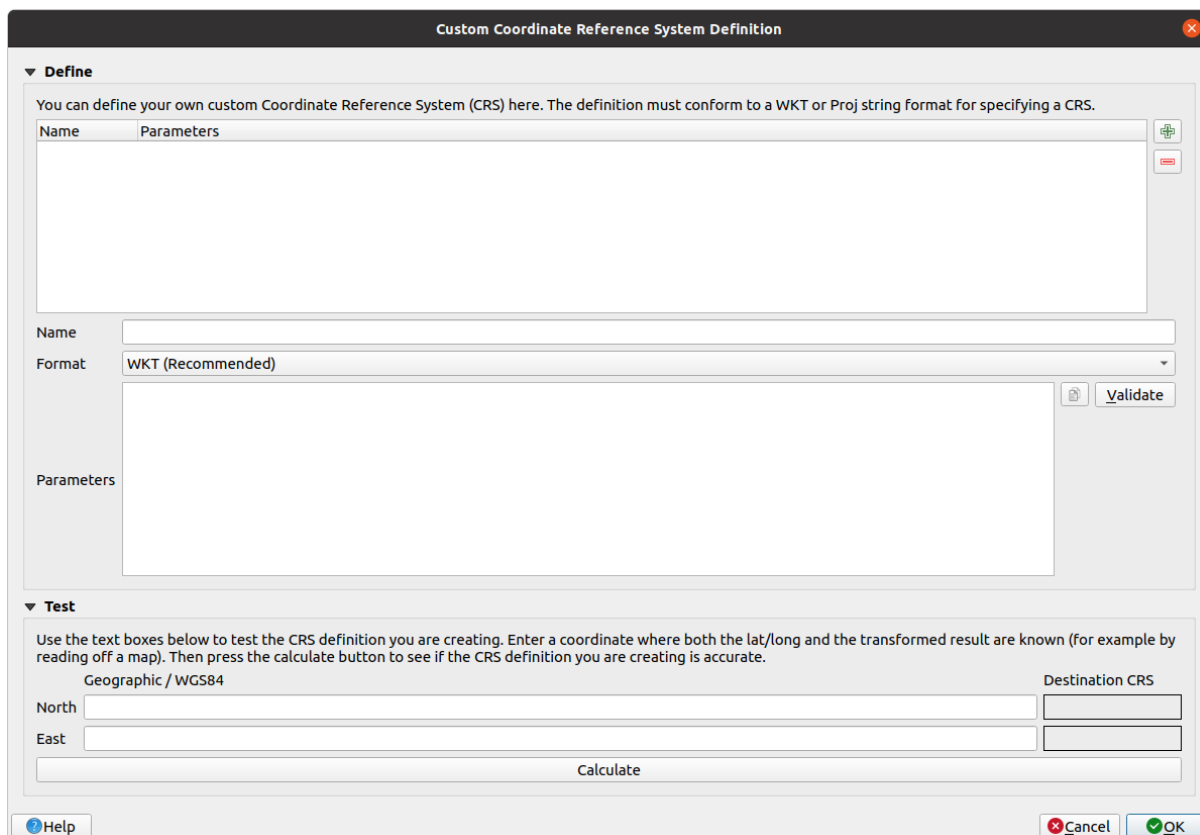 Custom Coordinate Reference System Definition
Define
You can define your own custom Coordinate Reference System (CRS) here. The definition must conform to a WKT or Proj string format for specifying a CRS.
Name Parameters
Name
Format WKT (Recommended)
Validate
Parameters
Test
Use the text boxes below to test the CRS definition you are creating. Enter a coordinate where both the lat/long and the transformed result are known (for example by
reading off a map). Then press the calculate button to see if the CRS definition you are creating is accurate.
Geographic / WGS84 Destination CRS
North
East
Calculate
Help Cancel OK